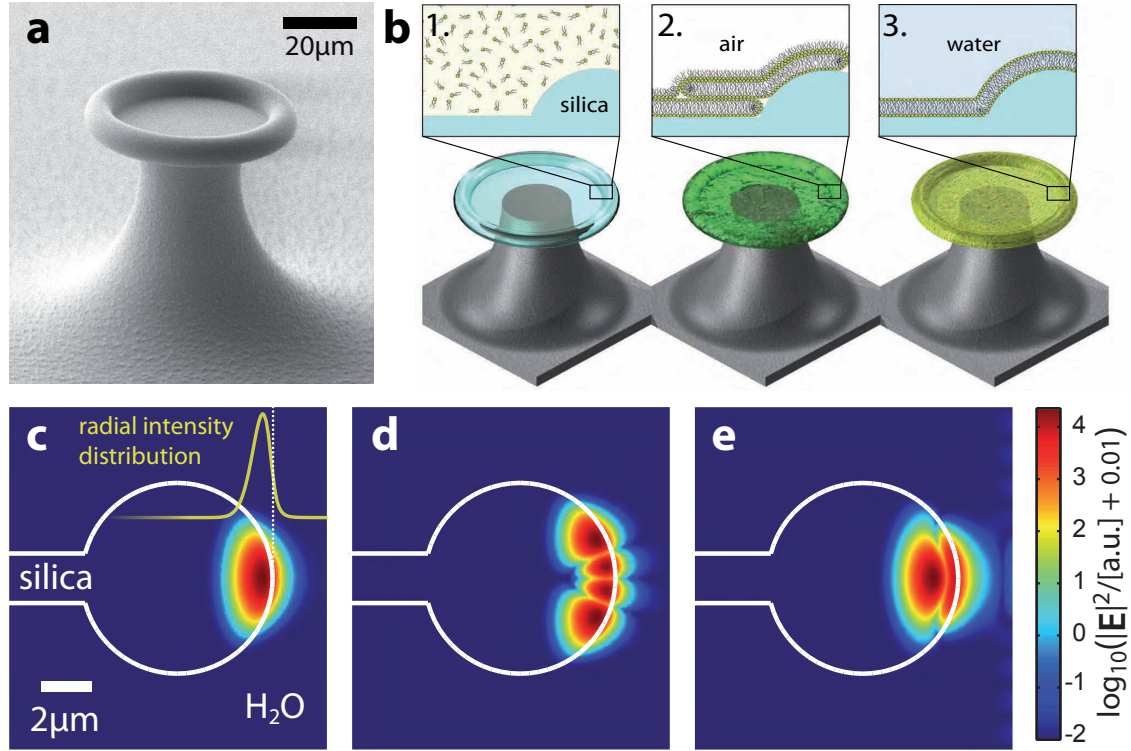 a
20μm
b
1.
silica
2.
air
3.
water
c
radial intensity
distribution
silica
2μm
H₂O
d
e
4
3
2
1
0
-1
-2
log₁₀(|E|²/[a.u.] + 0.01)